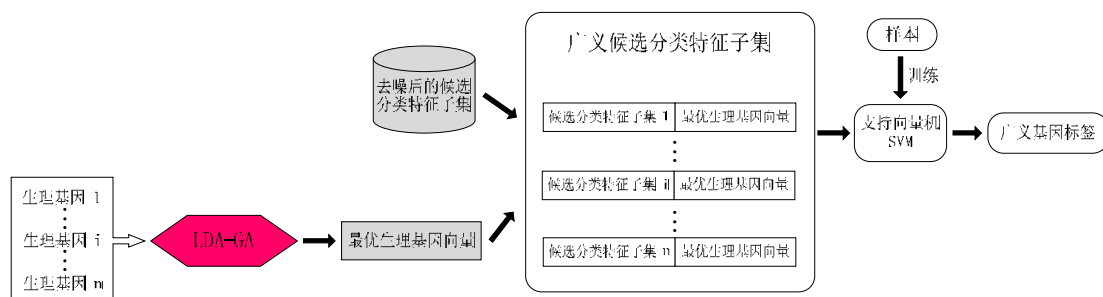 生理基因 1
生理基因 i
生理基因 m
LDA-GA
最优生理基因向量
去噪后的候选
分类特征子集
广义候选分类特征子集
候选分类特征子集 1 最优生理基因向量
候选分类特征子集 i 最优生理基因向量
候选分类特征子集 n 最优生理基因向量
样本
训练
支持向量机
SVM
广义基因标签